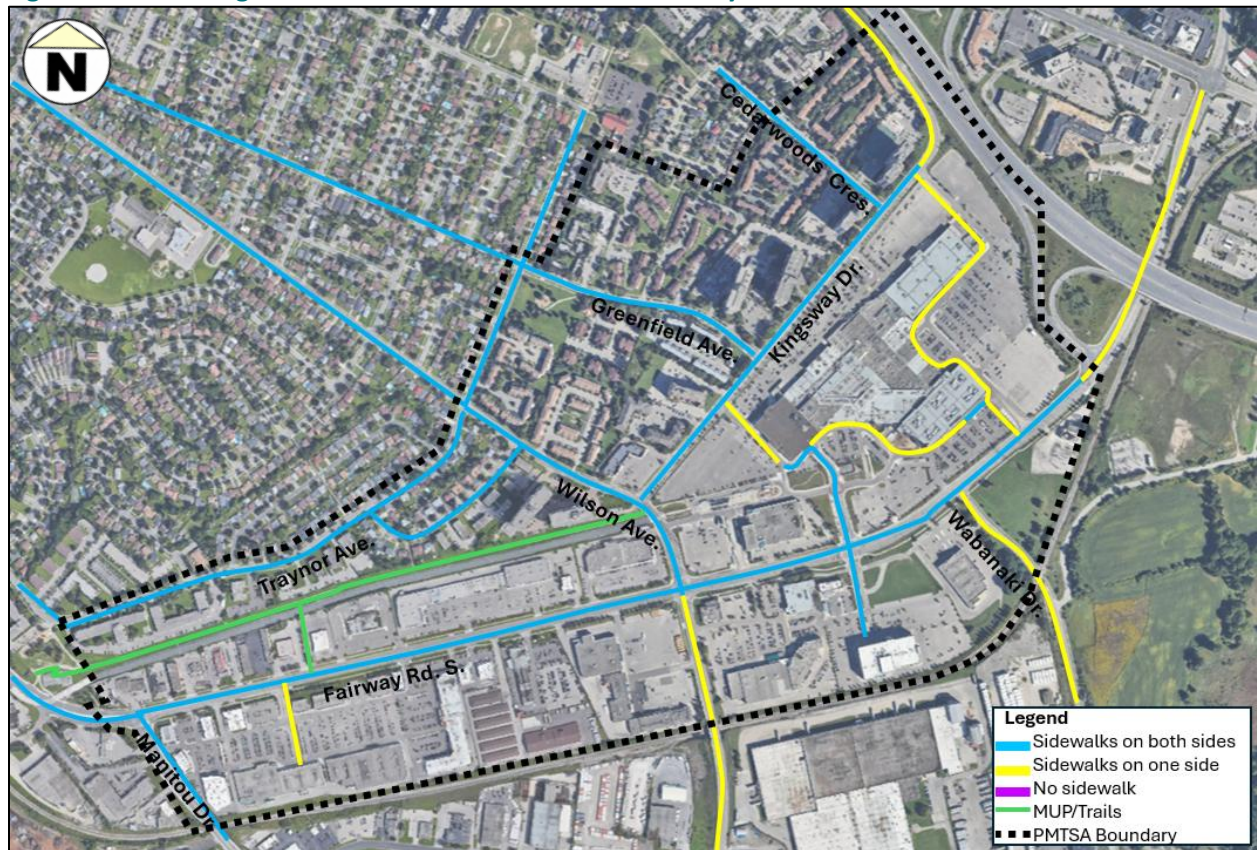 N
Cedarwoods Cres.
Kingsway Dr.
Greenfield Ave.
Wilson Ave.
Traynor Ave.
Wabanaki Dr.
Fairway Rd. S.
Manitou Dr.
Legend
Sidewalks on both sides
Sidewalks on one side
No sidewalk
MUP/Trails
PMTSA Boundary